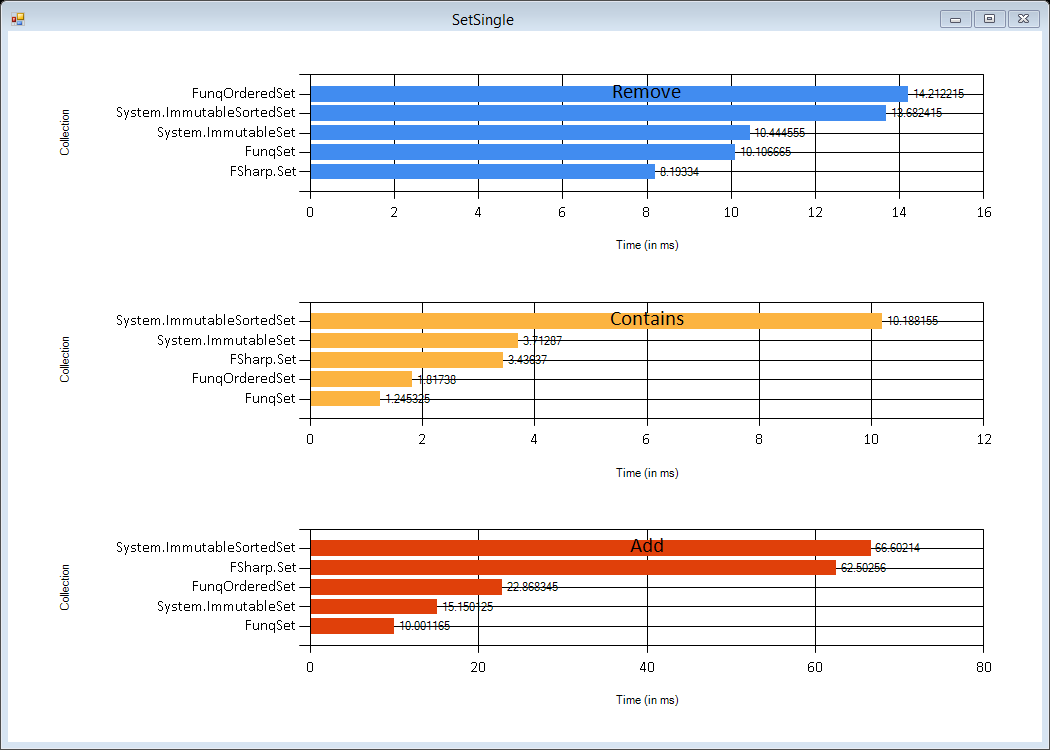 SetSingle
Remove
Collection
FunqOrderedSet 14.212215
System.ImmutableSortedSet 13.682415
System.ImmutableSet 10.444555
FunqSet 10.106665
FSharp.Set 8.19334
0 2 4 6 8 10 12 14 16
Time (in ms)
Contains
Collection
System.ImmutableSortedSet 10.188155
System.ImmutableSet 3.71287
FSharp.Set 3.43637
FunqOrderedSet 1.81738
FunqSet 1.245325
0 2 4 6 8 10 12
Time (in ms)
Add
Collection
System.ImmutableSortedSet 66.60214
FSharp.Set 62.50256
FunqOrderedSet 22.868345
System.ImmutableSet 15.150125
FunqSet 10.001165
0 20 40 60 80
Time (in ms)